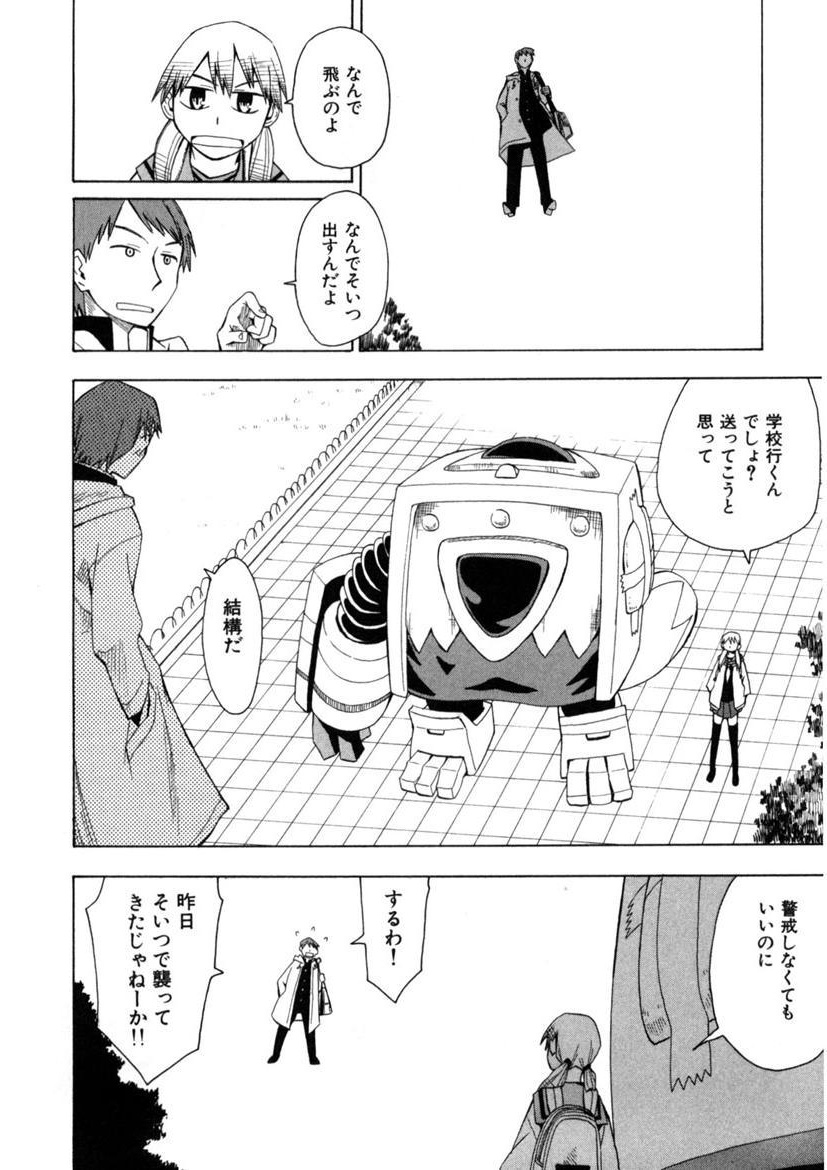 なんで
飛ぶのよ
なんでそいつ
出すんだよ
学校行くん
でしょ?
送ってこうと
思って
結構だ
警戒しなくても
いいのに
するわ!
昨日
そいつで襲って
きたじゃねーか!!